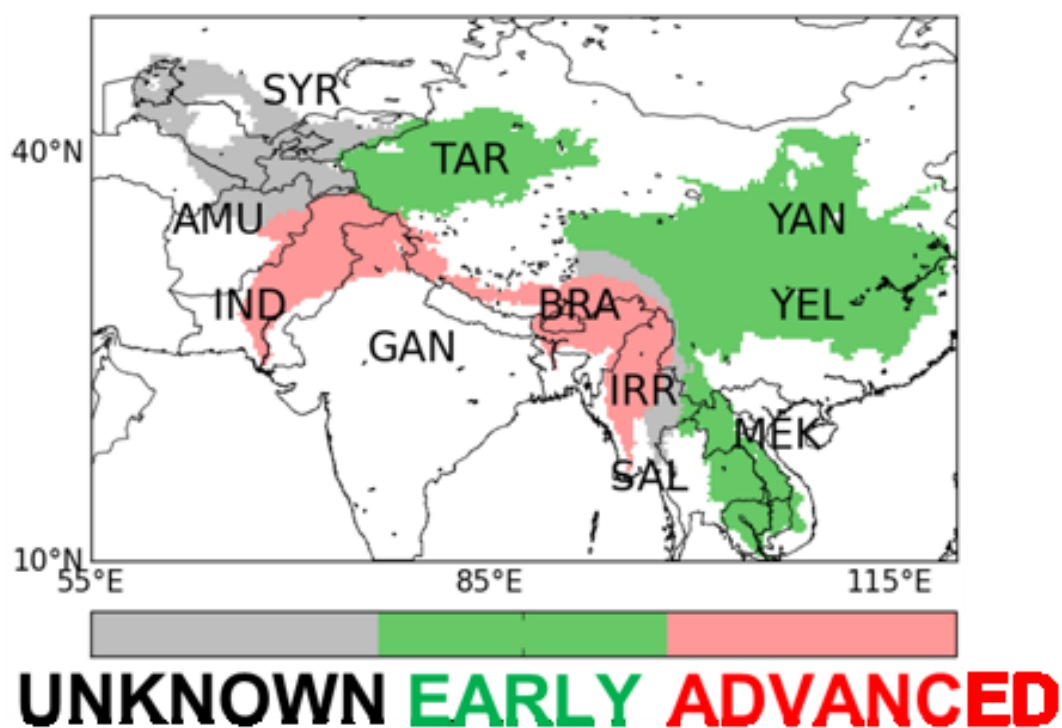 SYR
40°N
TAR
AMU
YAN
IND
BRA
YEL
GAN
IRR
MEK
SAL
10°N
55°E 85°E 115°E
UNKNOWN EARLY ADVANCED